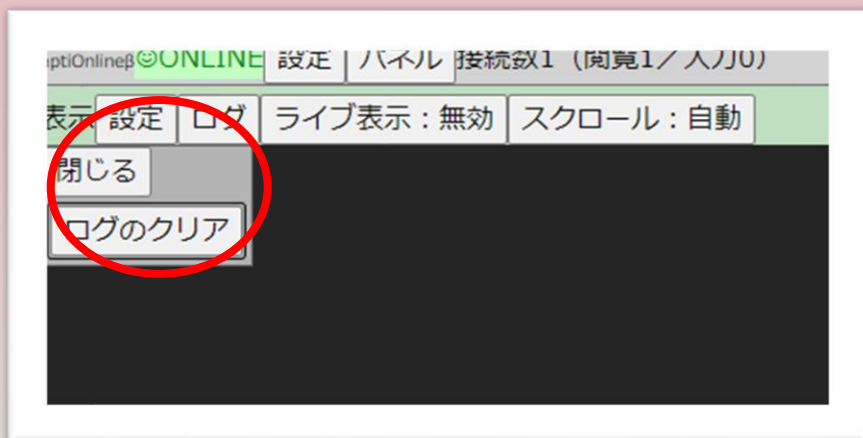 ptiOnlineβ☺ONLINE 設定 パネル 接続数1（閲覧1／入力0）
表示 設定 ログ ライブ表示：無効 スクロール：自動
閉じる
ログのクリア